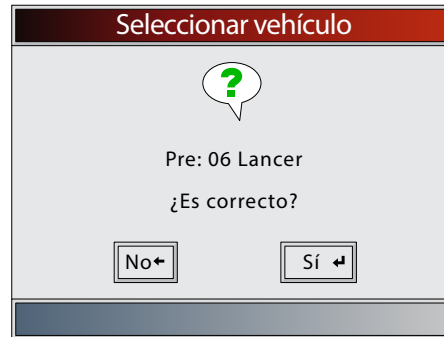 Seleccionar vehículo
?
Pre: 06 Lancer
¿Es correcto?
No←
Sí ↵